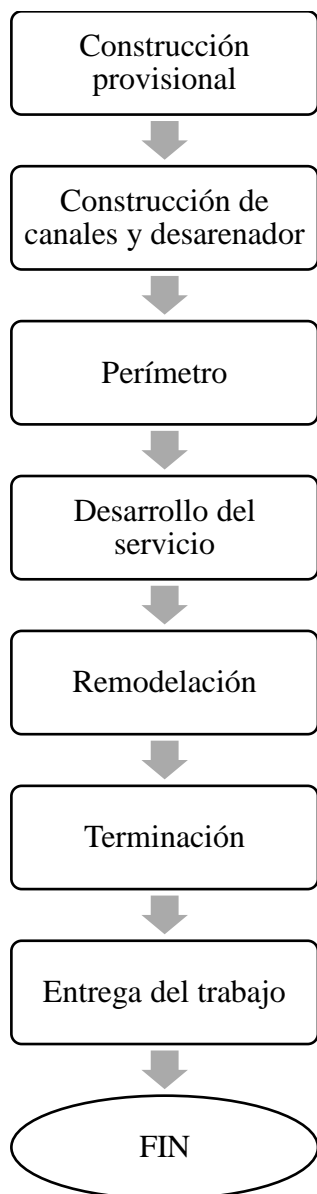 Construcción
provisional
Construcción de
canales y desarenador
Perímetro
Desarrollo del
servicio
Remodelación
Terminación
Entrega del trabajo
FIN